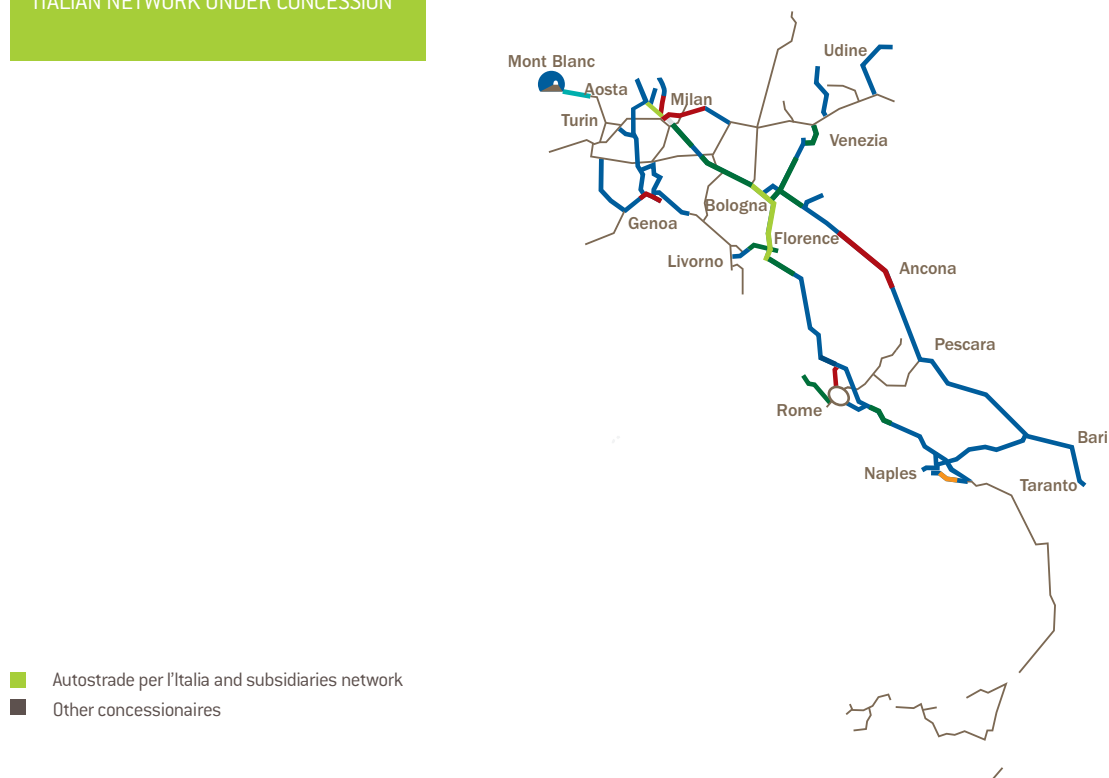 ITALIAN NETWORK UNDER CONCESSION
Udine
Mont Blanc
Aosta
Milan
Turin
Venezia
Bologna
Genoa
Florence
Livorno
Ancona
Pescara
Rome
Bari
Naples
Taranto
Autostrade per l'Italia and subsidiaries network
Other concessionaires